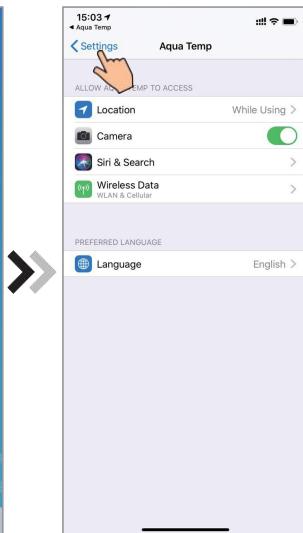 15:03
Aqua Temp
Settings
Aqua Temp
ALLOW AQUA TEMP TO ACCESS
Location
While Using
Camera
Siri & Search
Wireless Data
WLAN & Cellular
PREFERRED LANGUAGE
Language
English